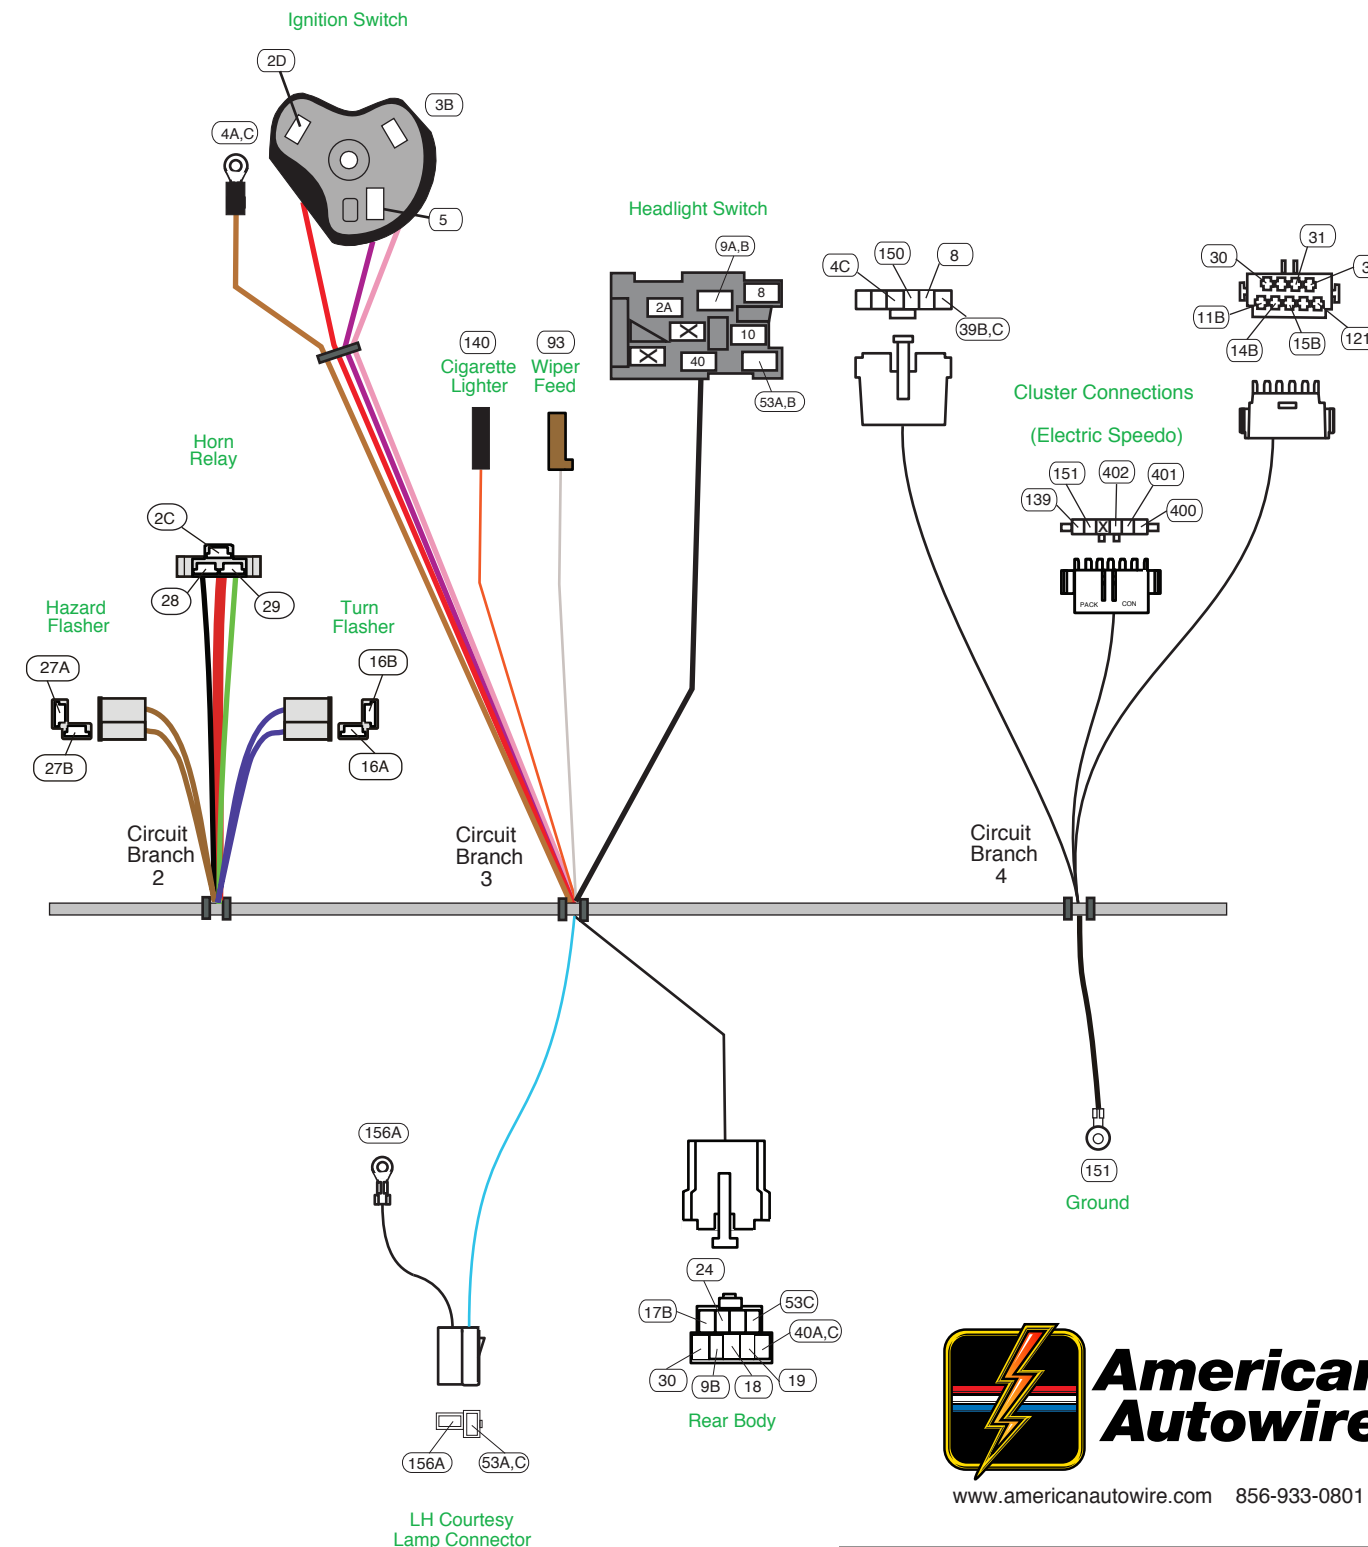 Ignition Switch
2D
3B
4A,C
5
Headlight Switch
9A,B
8
2A
10
40
53A,B
4C
150
8
39B,C
30
31
11B
14B
15B
121
140
Cigarette
Lighter
93
Wiper
Feed
Cluster Connections
(Electric Speedo)
151
402
401
139
400
PACK
CON
Horn
Relay
2C
28
29
Hazard
Flasher
27A
27B
Turn
Flasher
16B
16A
Circuit
Branch
2
Circuit
Branch
3
Circuit
Branch
4
156A
151
Ground
24
17B
53C
40A,C
30
9B
18
19
Rear Body
156A
53A,C
LH Courtesy
Lamp Connector
American
Autowire
www.americanautowire.com 856-933-0801